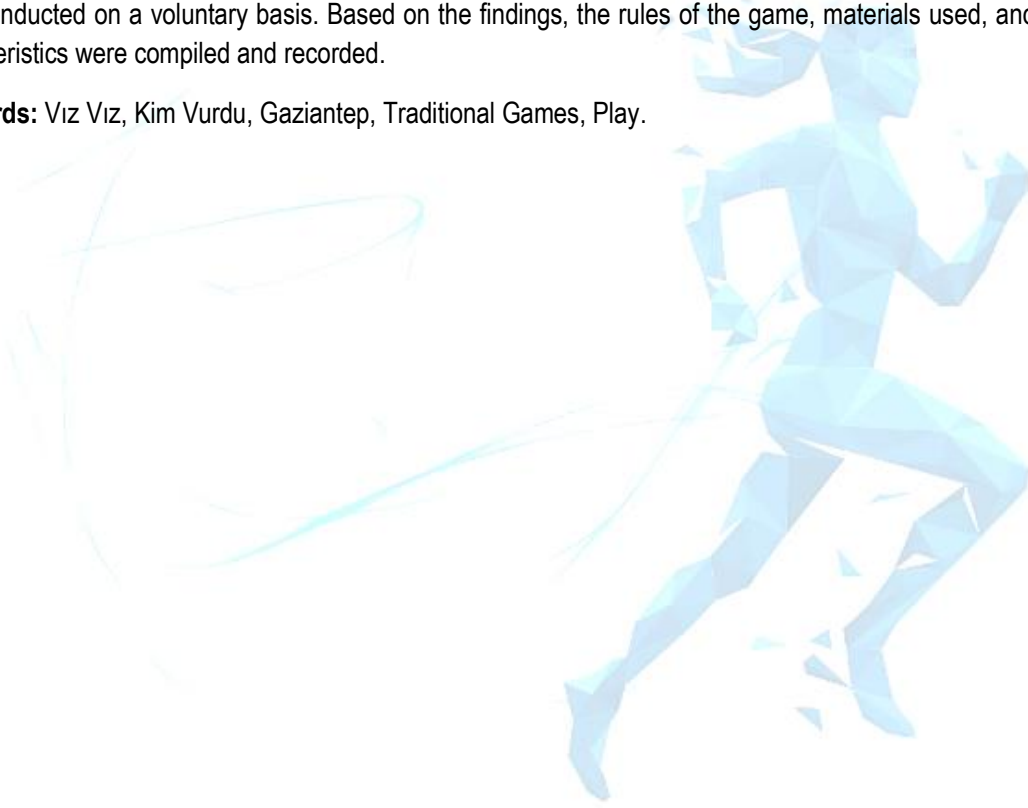 nducted on a voluntary basis. Based on the findings, the rules of the game, materials used, and
eristics were compiled and recorded.
rds: Vız Vız, Kim Vurdu, Gaziantep, Traditional Games, Play.